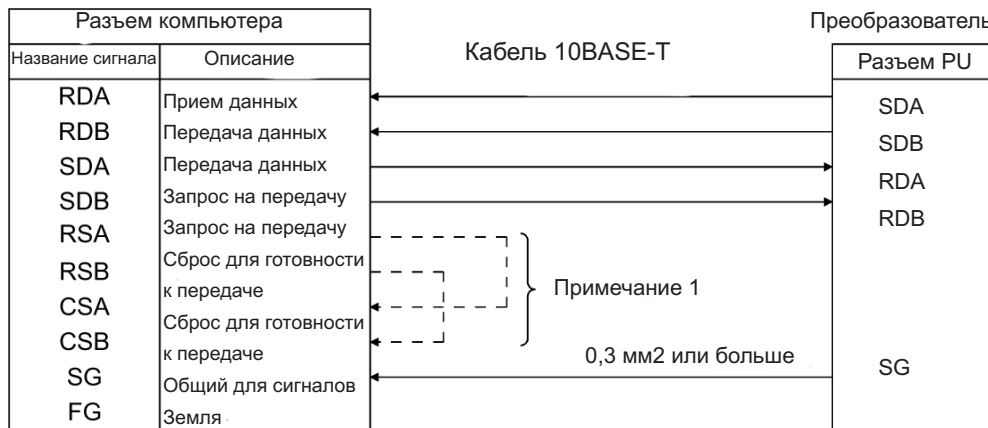 Разъем компьютера
Преобразователь
Кабель 10BASE-T
Название сигнала Описание
Разъем PU
RDA Прием данных SDA
RDB Передача данных SDB
SDA Передача данных RDA
SDB Запрос на передачу RDB
RSA Запрос на передачу
RSB Сброс для готовности
к передаче
Примечание 1
CSA Сброс для готовности
CSB к передаче
0,3 мм2 или больше
SG Общий для сигналов SG
FG Земля